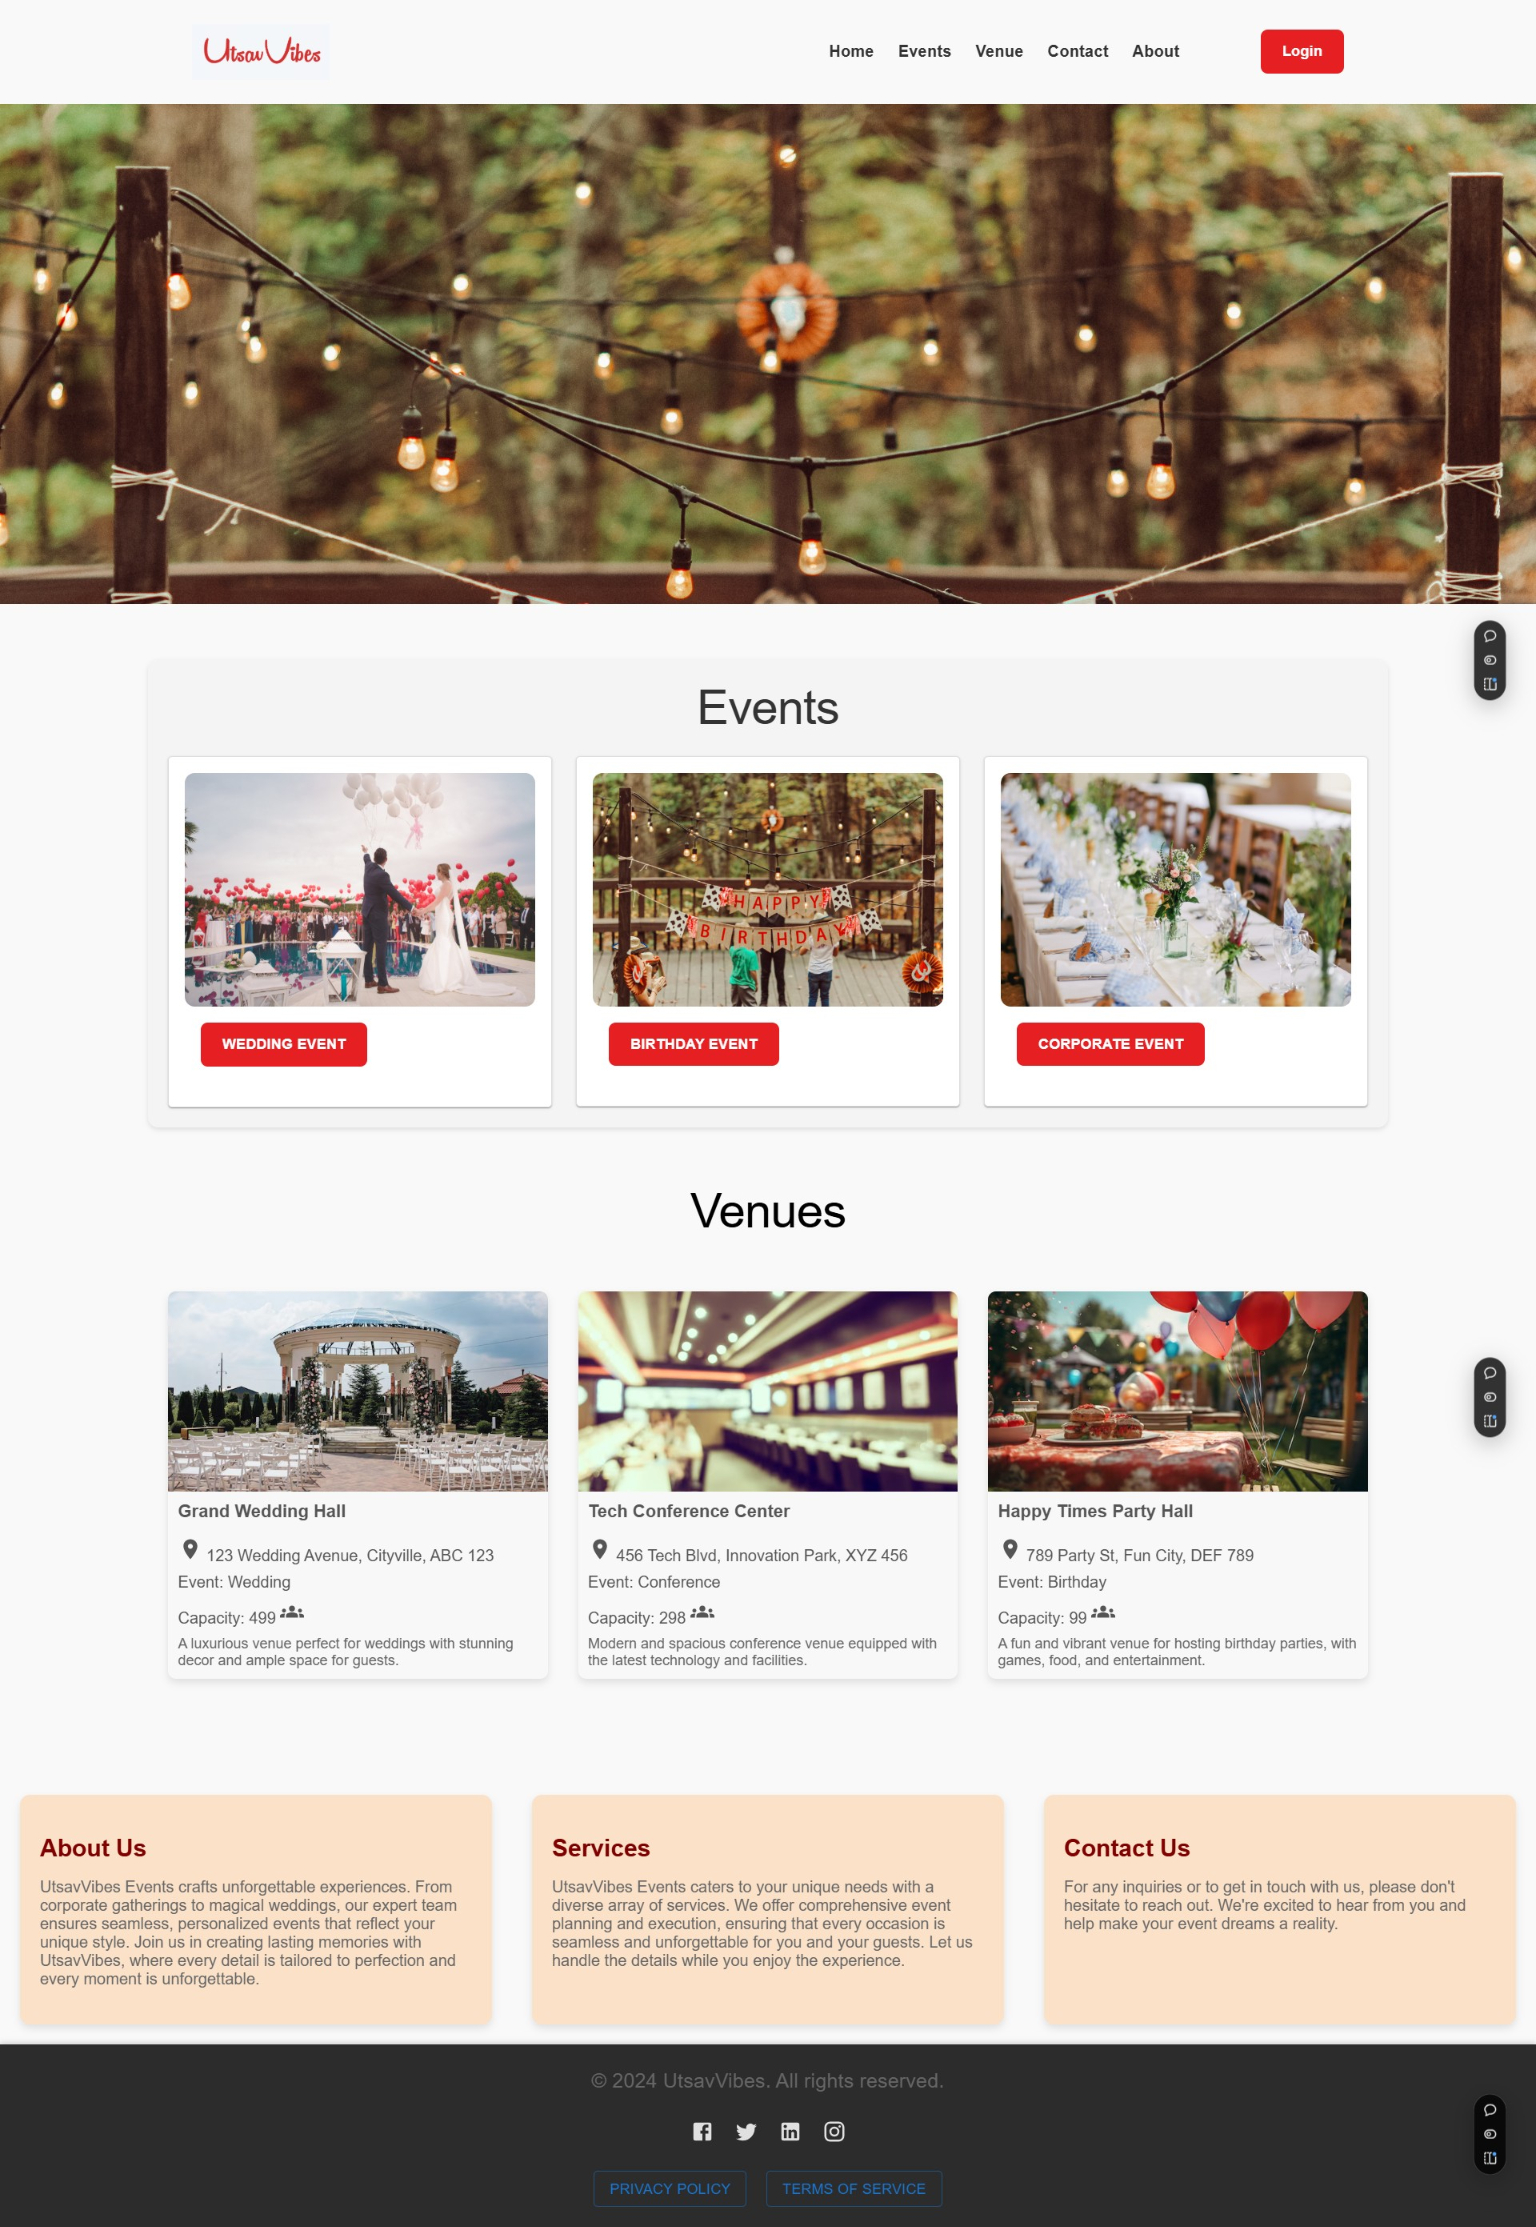 Utsav Vibes
Home Events Venue Contact About Login
Events
HAPPY
BIRTHDAY
WEDDING EVENT
BIRTHDAY EVENT
CORPORATE EVENT
Venues
Grand Wedding Hall
123 Wedding Avenue, Cityville, ABC 123
Event: Wedding
Capacity: 499
A luxurious venue perfect for weddings with stunning
decor and ample space for guests.
Tech Conference Center
456 Tech Blvd, Innovation Park, XYZ 456
Event: Conference
Capacity: 298
Modern and spacious conference venue equipped with
the latest technology and facilities.
Happy Times Party Hall
789 Party St, Fun City, DEF 789
Event: Birthday
Capacity: 99
A fun and vibrant venue for hosting birthday parties, with
games, food, and entertainment.
About Us
UtsavVibes Events crafts unforgettable experiences. From
corporate gatherings to magical weddings, our expert team
ensures seamless, personalized events that reflect your
unique style. Join us in creating lasting memories with
UtsavVibes, where every detail is tailored to perfection and
every moment is unforgettable.
Services
UtsavVibes Events caters to your unique needs with a
diverse array of services. We offer comprehensive event
planning and execution, ensuring that every occasion is
seamless and unforgettable for you and your guests. Let us
handle the details while you enjoy the experience.
Contact Us
For any inquiries or to get in touch with us, please don't
hesitate to reach out. We're excited to hear from you and
help make your event dreams a reality.
© 2024 UtsavVibes. All rights reserved.
PRIVACY POLICY
TERMS OF SERVICE